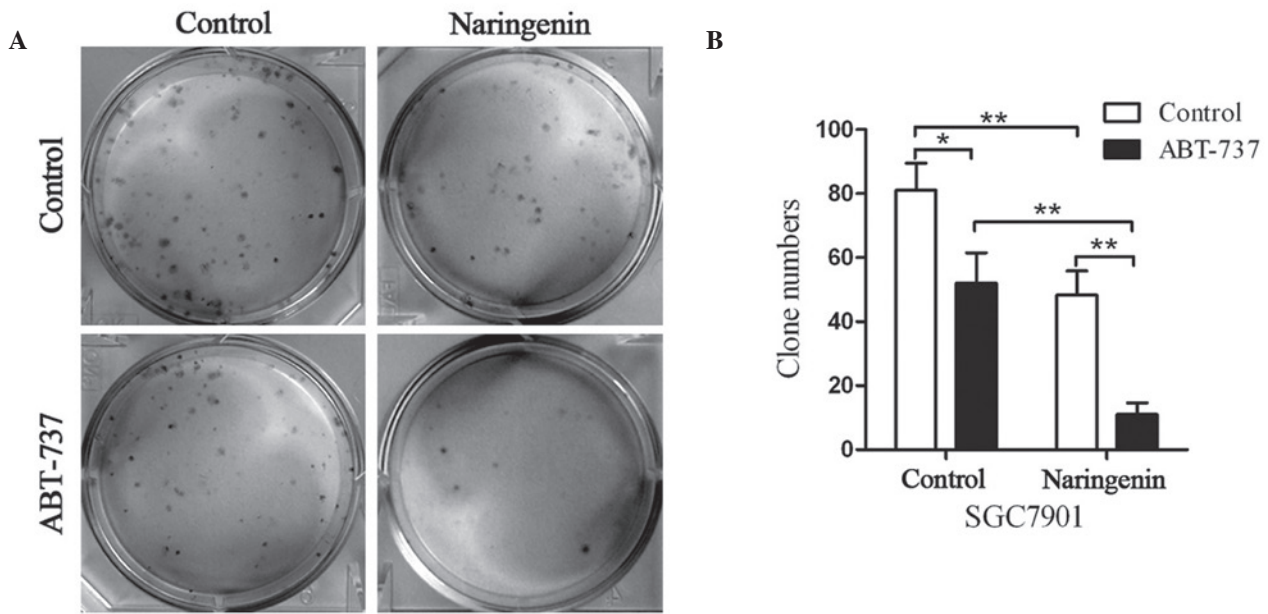 A
Control
Naringenin
Control
ABT-737
B
Control
ABT-737
Clone numbers
100
80
60
40
20
0
**
*
**
**
Control
Naringenin
SGC7901